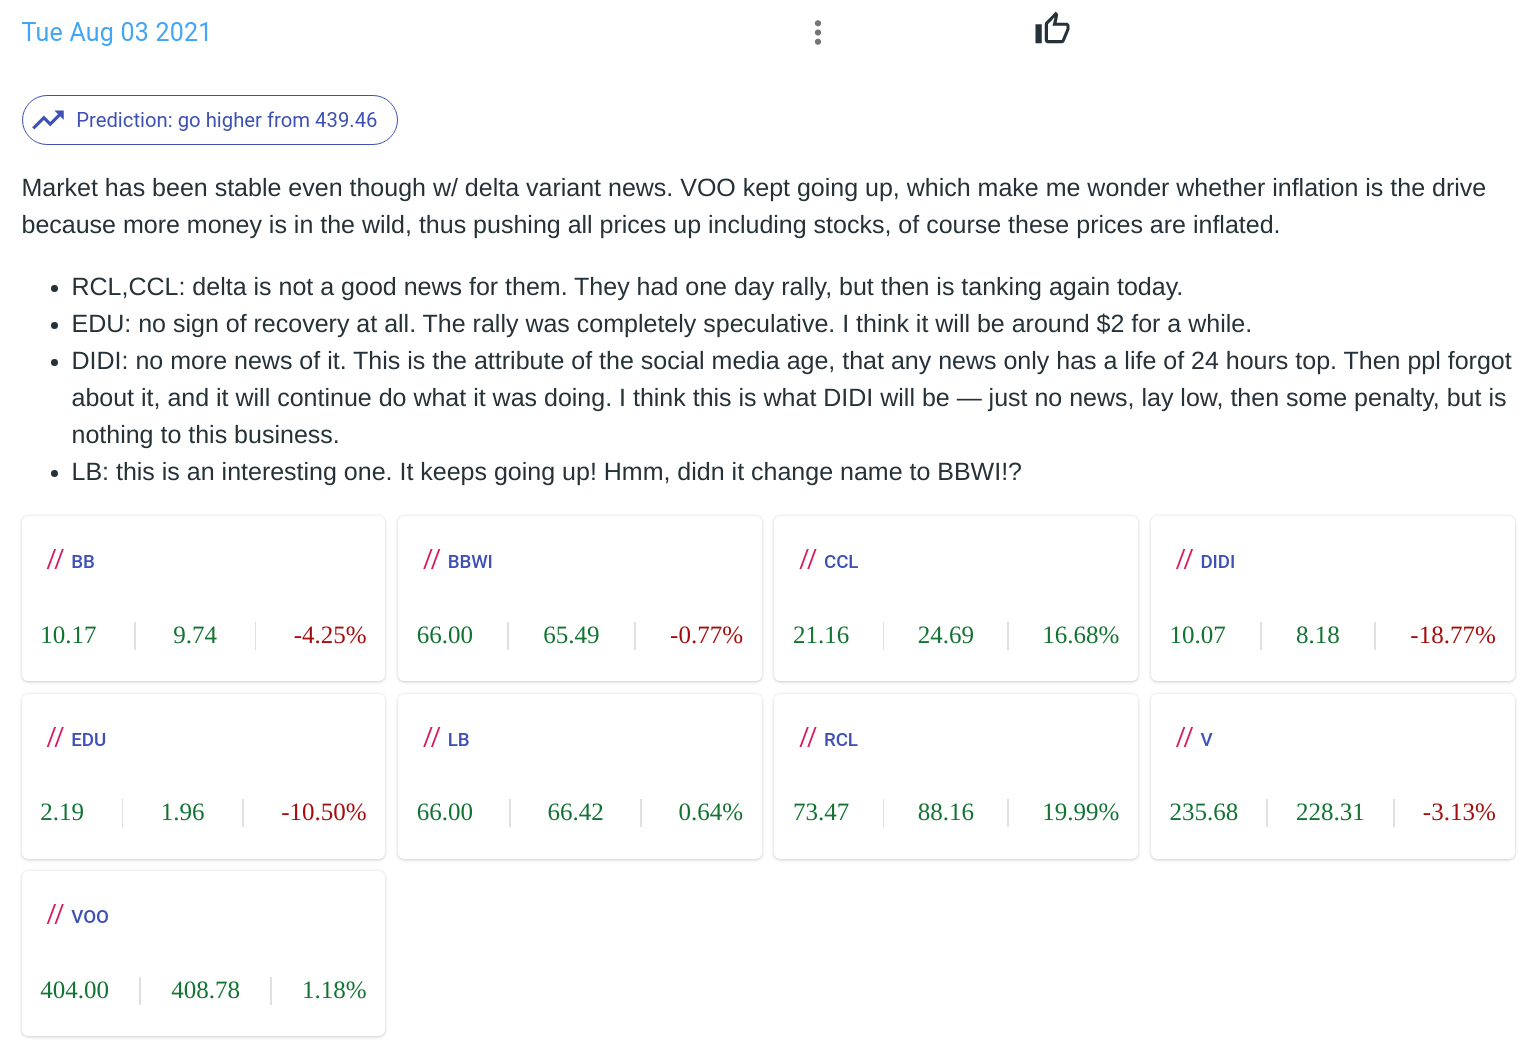 Tue Aug 03 2021
Prediction: go higher from 439.46
Market has been stable even though w/ delta variant news. VOO kept going up, which make me wonder whether inflation is the drive
because more money is in the wild, thus pushing all prices up including stocks, of course these prices are inflated.
• RCL,CCL: delta is not a good news for them. They had one day rally, but then is tanking again today.
• EDU: no sign of recovery at all. The rally was completely speculative. I think it will be around $2 for a while.
• DIDI: no more news of it. This is the attribute of the social media age, that any news only has a life of 24 hours top. Then ppl forgot
about it, and it will continue do what it was doing. I think this is what DIDI will be — just no news, lay low, then some penalty, but is
nothing to this business.
• LB: this is an interesting one. It keeps going up! Hmm, didn it change name to BBWI!?
// BB
10.17 9.74 -4.25%
// BBWI
66.00 65.49 -0.77%
// CCL
21.16 24.69 16.68%
// DIDI
10.07 8.18 -18.77%
// EDU
2.19 1.96 -10.50%
// LB
66.00 66.42 0.64%
// RCL
73.47 88.16 19.99%
// V
235.68 228.31 -3.13%
// VOO
404.00 408.78 1.18%